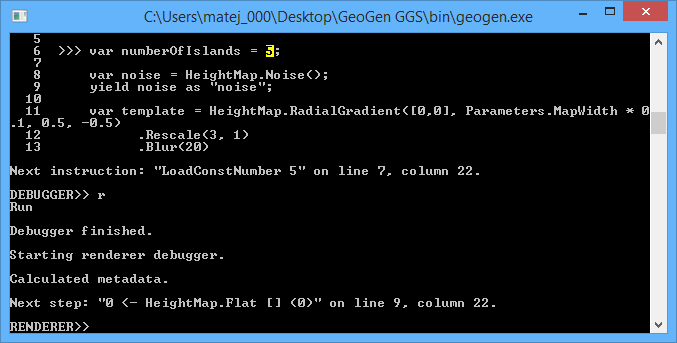 C:\Users\matej_000\Desktop\GeoGen GGS\bin\geogen.exe
5
6 >>> var numberOfIslands = 5;
7
8 var noise = HeightMap.Noise();
9 yield noise as "noise";
10
11 var template = HeightMap.RadialGradient([0,0], Parameters.MapWidth * 0
.1, 0.5, -0.5)
12 .Rescale(3, 1)
13 .Blur(20)
Next instruction: "LoadConstNumber 5" on line 7, column 22.
DEBUGGER>> r
Run
Debugger finished.
Starting renderer debugger.
Calculated metadata.
Next step: "0 <- HeightMap.Flat [] (0)" on line 9, column 22.
RENDERER>>